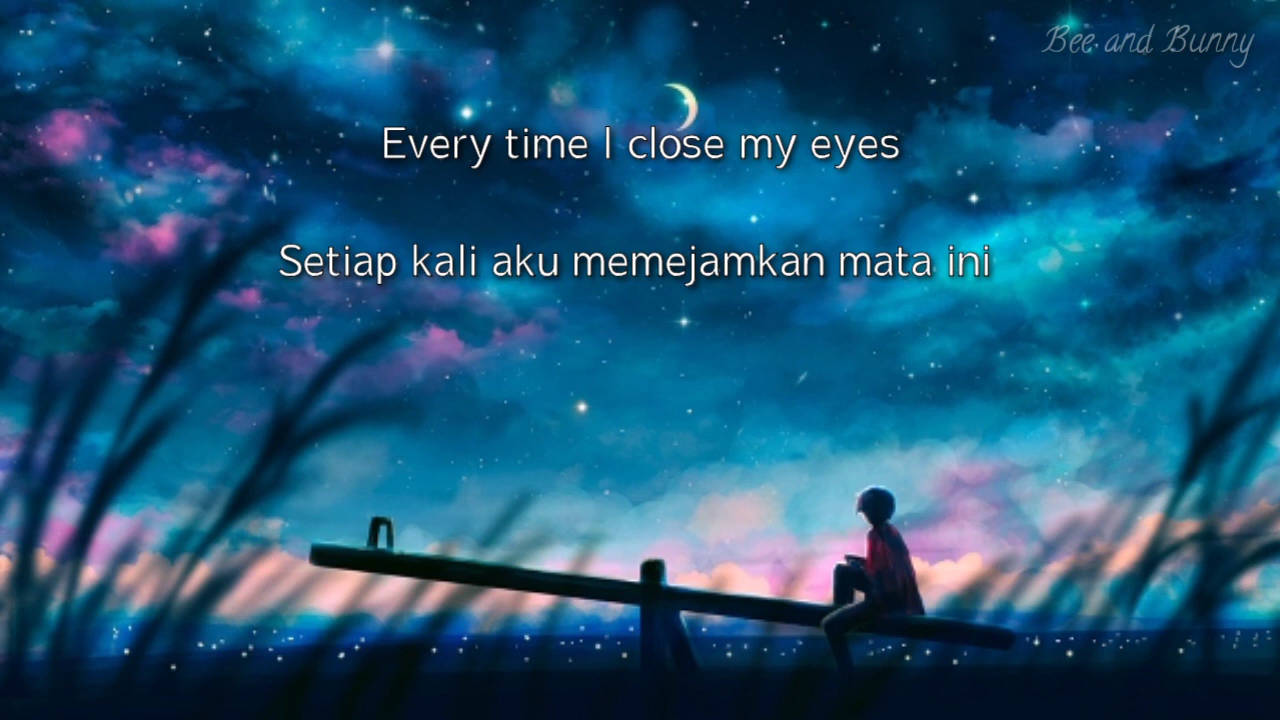 Bee and Bunny
Every time I close my eyes
Setiap kali aku memejamkan mata ini